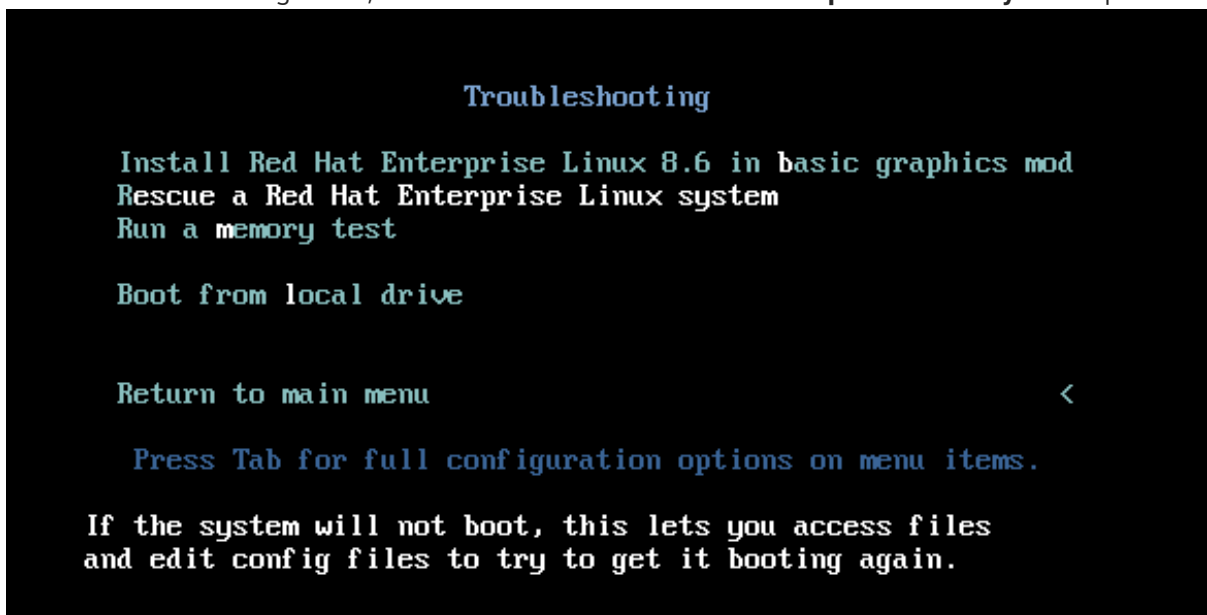 Troubleshooting
Install Red Hat Enterprise Linux 8.6 in basic graphics mod
Rescue a Red Hat Enterprise Linux system
Run a memory test
Boot from local drive
Return to main menu <
Press Tab for full configuration options on menu items.
If the system will not boot, this lets you access files
and edit config files to try to get it booting again.